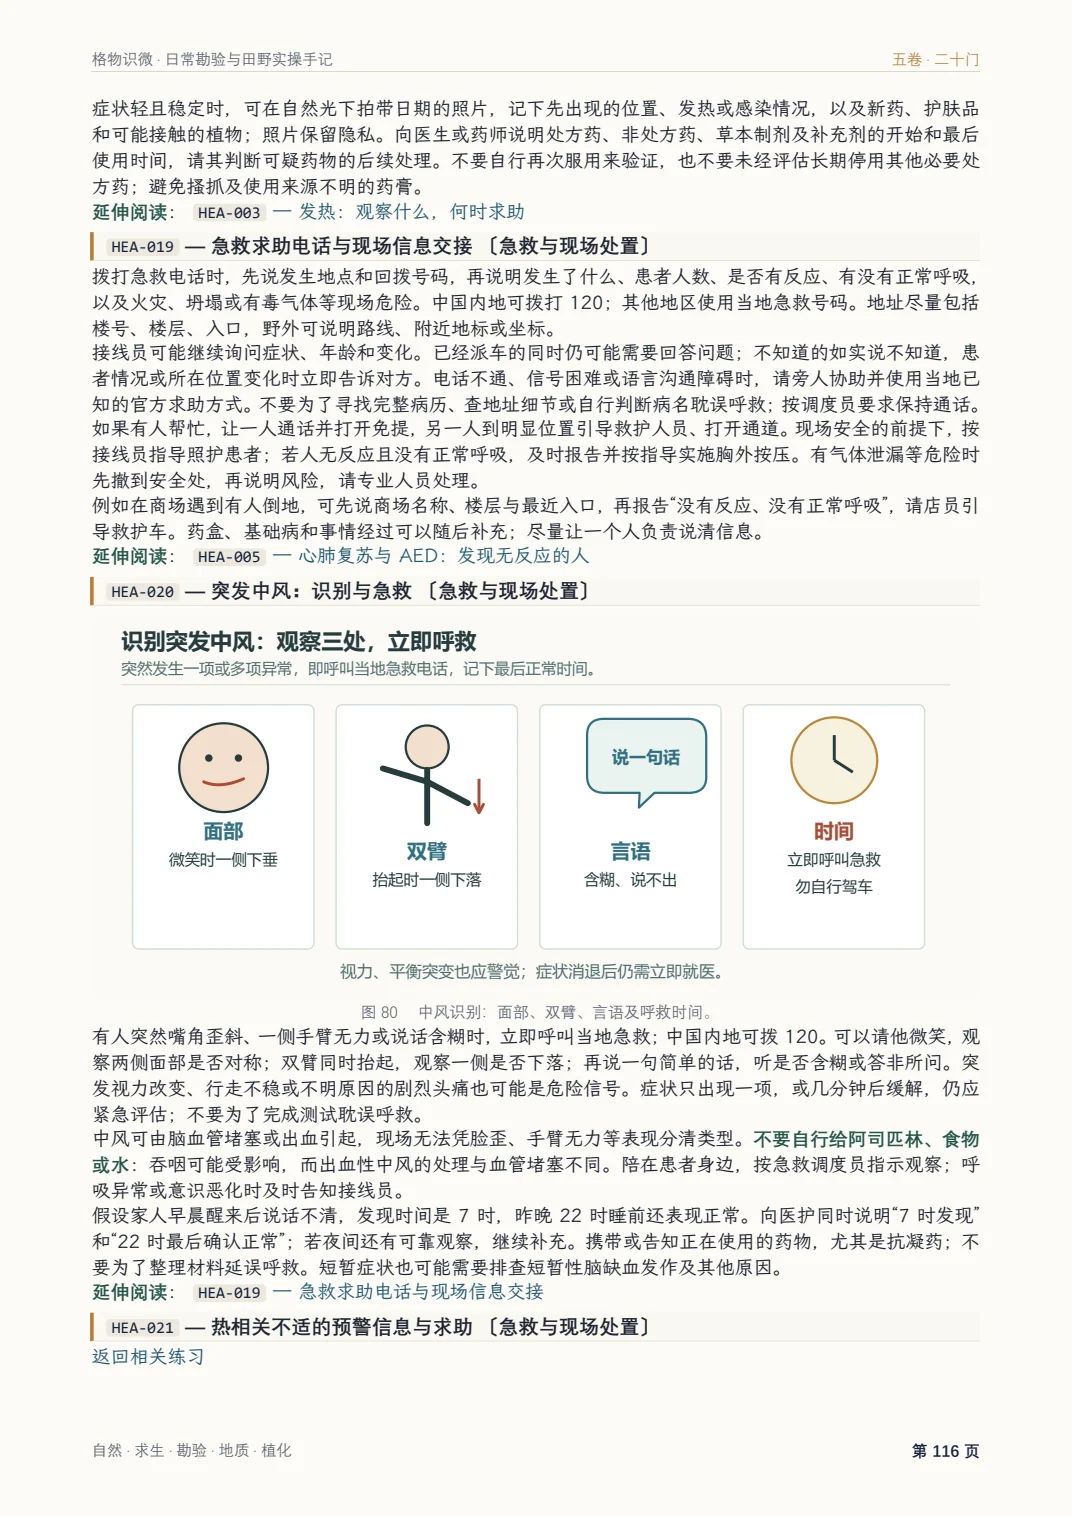 格物识微 · 日常勘验与田野实操手记
五卷 · 二十门
症状轻且稳定时，可在自然光下拍带日期的照片，记下先出现的位置、发热或感染情况，以及新药、护肤品
和可能接触的植物；照片保留隐私。向医生或药师说明处方药、非处方药、草本制剂及补充剂的开始和最后
使用时间，请其判断可疑药物的后续处理。不要自行再次服用来验证，也不要未经评估长期停用其他必要处
方药；避免搔抓及使用来源不明的药膏。
延伸阅读： HEA-003 — 发热：观察什么，何时求助
HEA-019 — 急救求助电话与现场信息交接 〔急救与现场处置〕
拨打急救电话时，先说发生地点和回拨号码，再说明发生了什么、患者人数、是否有反应、有没有正常呼吸，
以及火灾、坍塌或有毒气体等现场危险。中国内地可拨打 120；其他地区使用当地急救号码。地址尽量包括
楼号、楼层、入口，野外可说明路线、附近地标或坐标。
接线员可能继续询问症状、年龄和变化。已经派车的同时仍可能需要回答问题；不知道的如实说不知道，患
者情况或所在位置变化时立即告诉对方。电话不通、信号困难或语言沟通障碍时，请旁人协助并使用当地已
知的官方求助方式。不要为了寻找完整病历、查地址细节或自行判断病名耽误呼救；按调度员要求保持通话。
如果有人帮忙，让一人通话并打开免提，另一人到明显位置引导救护人员、打开通道。现场安全的前提下，按
接线员指导照护患者；若人无反应且没有正常呼吸，及时报告并按指导实施胸外按压。有气体泄漏等危险时
先撤到安全处，再说明风险，请专业人员处理。
例如在商场遇到有人倒地，可先说商场名称、楼层与最近入口，再报告“没有反应、没有正常呼吸”，请店员引
导救护车。药盒、基础病和事情经过可以随后补充；尽量让一个人负责说清信息。
延伸阅读： HEA-005 — 心肺复苏与 AED：发现无反应的人
HEA-020 — 突发中风：识别与急救 〔急救与现场处置〕
识别突发中风：观察三处，立即呼救
突然发生一项或多项异常，即呼叫当地急救电话，记下最后正常时间。
面部
微笑时一侧下垂
双臂
抬起时一侧下落
说一句话
言语
含糊、说不出
时间
立即呼叫急救
勿自行驾车
视力、平衡突变也应警觉；症状消退后仍需立即就医。
图 80 中风识别：面部、双臂、言语及呼救时间。
有人突然嘴角歪斜、一侧手臂无力或说话含糊时，立即呼叫当地急救；中国内地可拨 120。可以请他微笑，观
察两侧面部是否对称；双臂同时抬起，观察一侧是否下落；再说一句简单的话，听是否含糊或答非所问。突
发视力改变、行走不稳或不明原因的剧烈头痛也可能是危险信号。症状只出现一项，或几分钟后缓解，仍应
紧急评估；不要为了完成测试耽误呼救。
中风可由脑血管堵塞或出血引起，现场无法凭脸歪、手臂无力等表现分清类型。不要自行给阿司匹林、食物
或水：吞咽可能受影响，而出血性中风的处理与血管堵塞不同。陪在患者身边，按急救调度员指示观察；呼
吸异常或意识恶化时及时告知接线员。
假设家人早晨醒来后说话不清，发现时间是 7 时，昨晚 22 时睡前还表现正常。向医护同时说明“7 时发现”
和“22 时最后确认正常”；若夜间还有可靠观察，继续补充。携带或告知正在使用的药物，尤其是抗凝药；不
要为了整理材料延误呼救。短暂症状也可能需要排查短暂性脑缺血发作及其他原因。
延伸阅读： HEA-019 — 急救求助电话与现场信息交接
HEA-021 — 热相关不适的预警信息与求助 〔急救与现场处置〕
返回相关练习
自然 · 求生 · 勘验 · 地质 · 植化
第 116 页